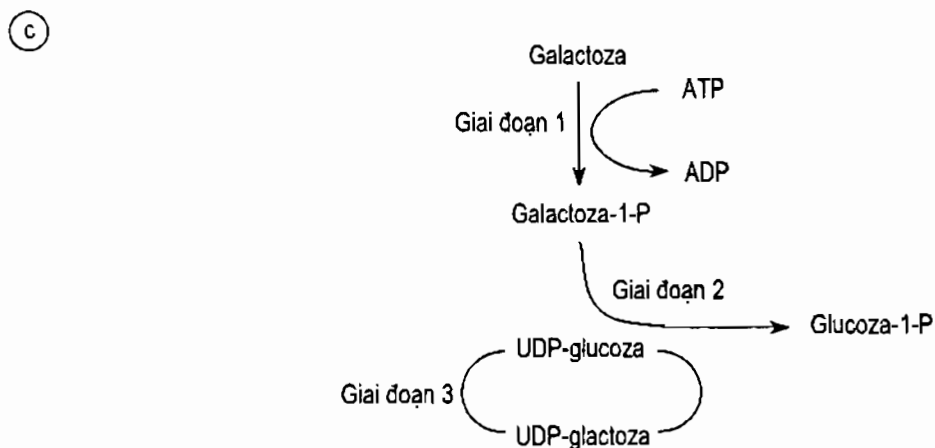 C
Galactoza
ATP
Giai đoạn 1
ADP
Galactoza-1-P
Giai đoạn 2
Glucoza-1-P
UDP-glucoza
Giai đoạn 3
UDP-glactoza